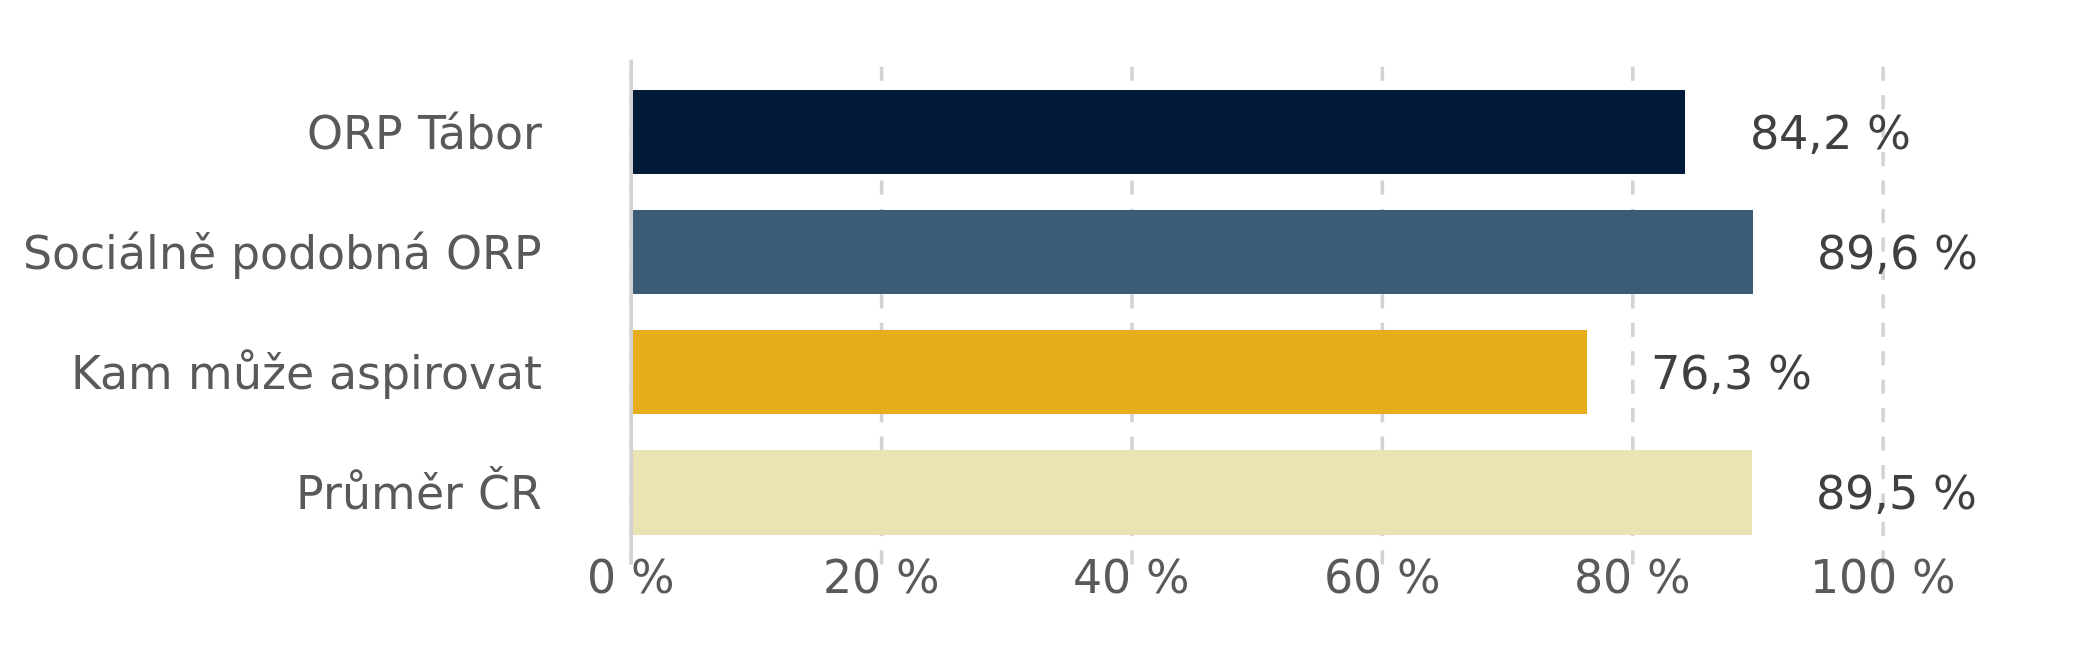 ORP Tábor 84,2 %
Sociálně podobná ORP 89,6 %
Kam může aspirovat 76,3 %
Průměr ČR 89,5 %
0 % 20 % 40 % 60 % 80 % 100 %